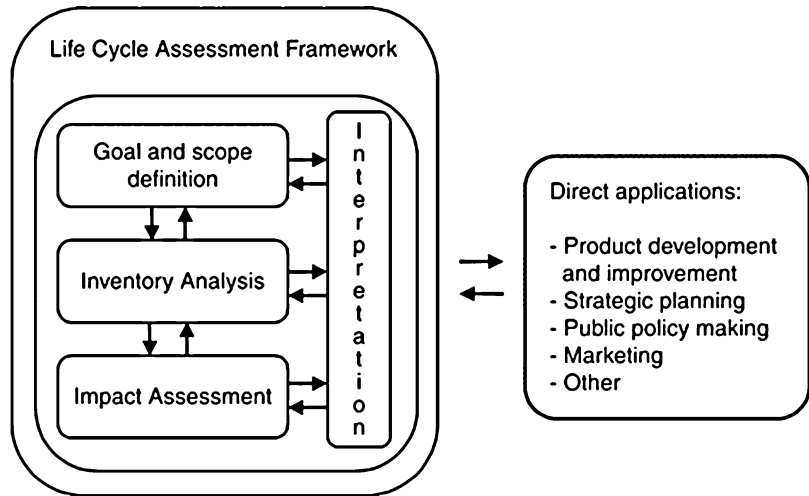 Life Cycle Assessment Framework
Goal and scope
definition
Inventory Analysis
Impact Assessment
Interpretation
Direct applications:
- Product development
and improvement
- Strategic planning
- Public policy making
- Marketing
- Other